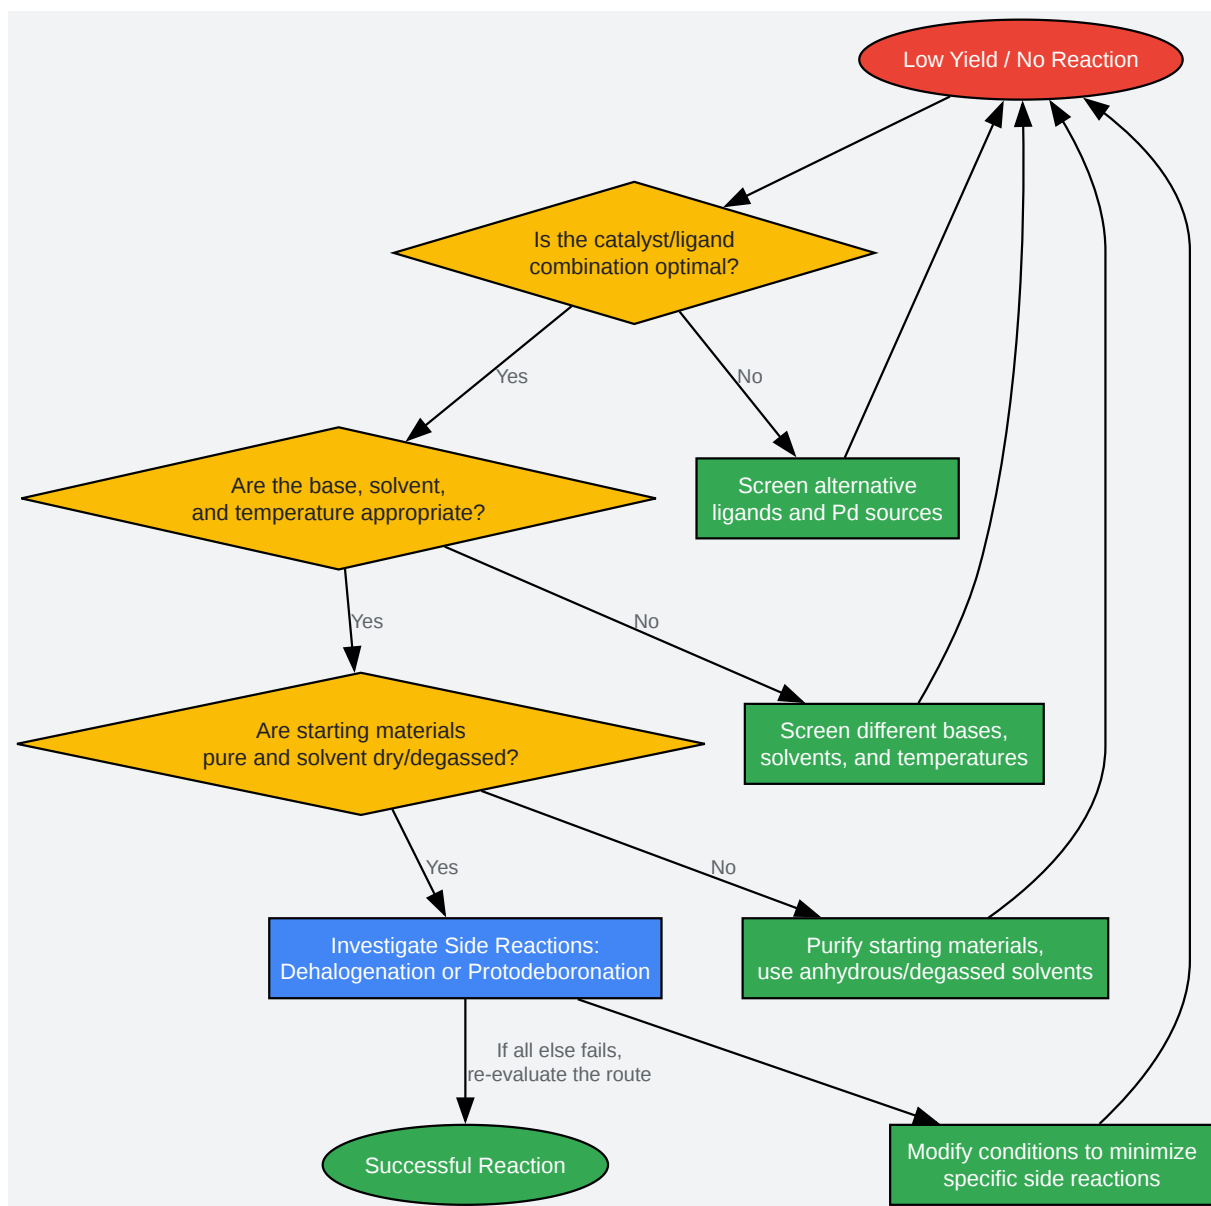 Low Yield / No Reaction
Is the catalyst/ligand
combination optimal?
Yes
No
Are the base, solvent,
and temperature appropriate?
Screen alternative
ligands and Pd sources
Yes
No
Are starting materials
pure and solvent dry/degassed?
Screen different bases,
solvents, and temperatures
Yes
No
Investigate Side Reactions:
Dehalogenation or Protodeboronation
Purify starting materials,
use anhydrous/degassed solvents
If all else fails,
re-evaluate the route
Successful Reaction
Modify conditions to minimize
specific side reactions